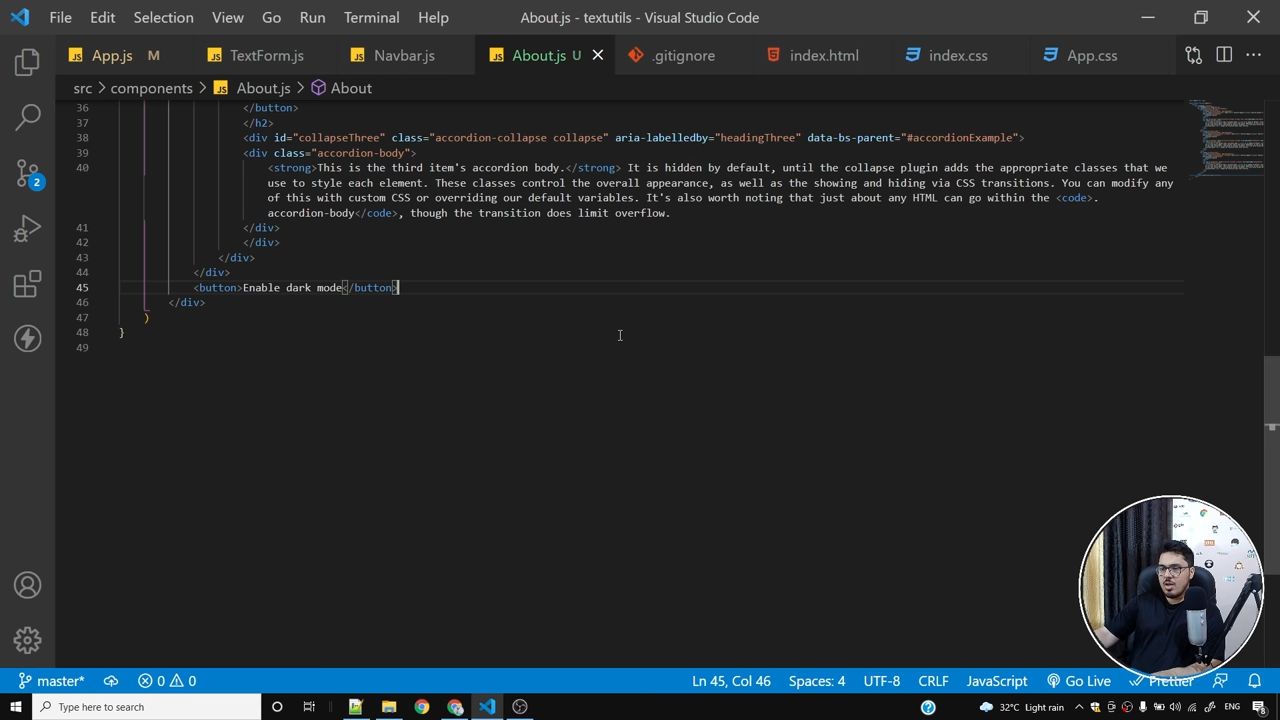 File Edit Selection View Go Run Terminal Help About.js - textutils - Visual Studio Code
App.js M TextForm.js Navbar.js About.js U .gitignore index.html index.css App.css
src > components > About.js > About
36 </button>
37 </h2>
38 <div id="collapseThree" class="accordion-collapse collapse" aria-labelledby="headingThree" data-bs-parent="#accordionExample">
39 <div class="accordion-body">
40 <strong>This is the third item's accordion body.</strong> It is hidden by default, until the collapse plugin adds the appropriate classes that we
use to style each element. These classes control the overall appearance, as well as the showing and hiding via CSS transitions. You can modify any
of this with custom CSS or overriding our default variables. It's also worth noting that just about any HTML can go within the <code>.
accordion-body</code>, though the transition does limit overflow.
41 </div>
42 </div>
43 </div>
44 </div>
45 <button>Enable dark mode</button>
46 </div>
47 )
48 }
49
2
master* 0 0 Ln 45, Col 46 Spaces: 4 UTF-8 CRLF JavaScript Go Live Prettier
Type here to search 32°C Light rain ENG 8